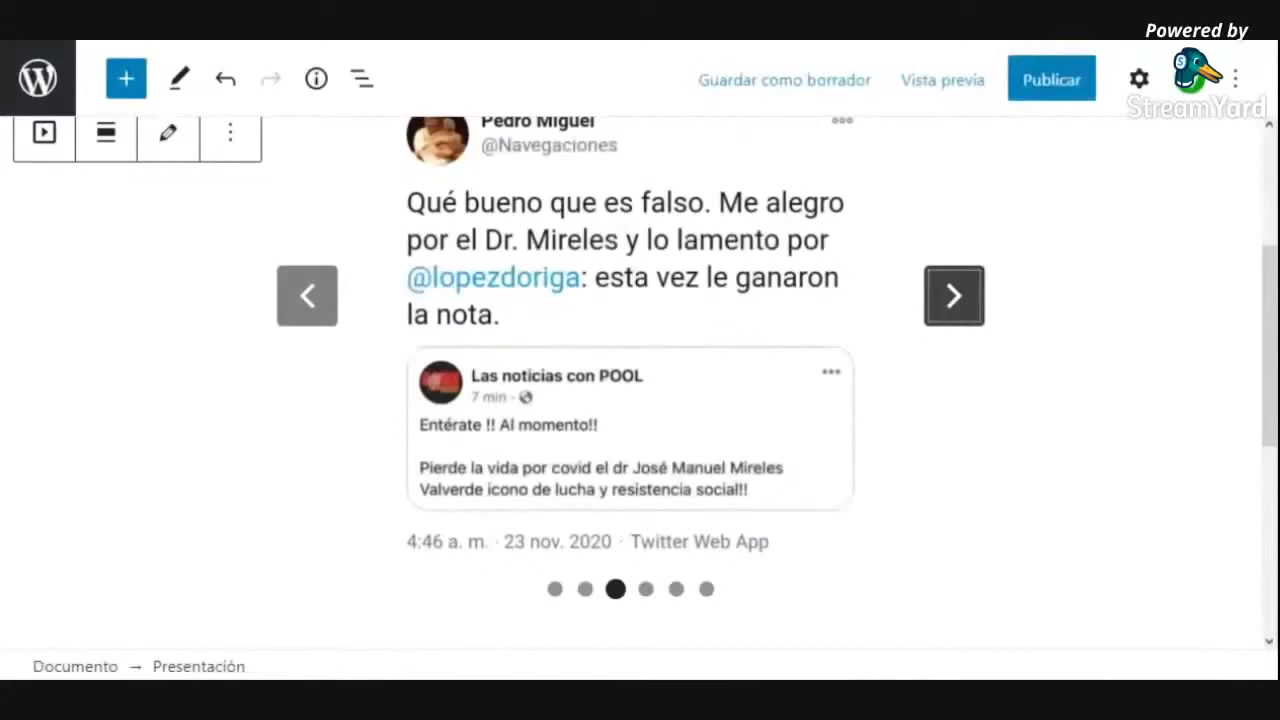 Powered by
StreamYard
Guardar como borrador Vista previa Publicar
Pedro Miguel
@Navegaciones
Qué bueno que es falso. Me alegro
por el Dr. Mireles y lo lamento por
@lopezdoriga: esta vez le ganaron
la nota.
Las noticias con POOL
7 min ·
Entérate !! Al momento!!
Pierde la vida por covid el dr José Manuel Mireles
Valverde icono de lucha y resistencia social!!
4:46 a. m. · 23 nov. 2020 · Twitter Web App
Documento → Presentación